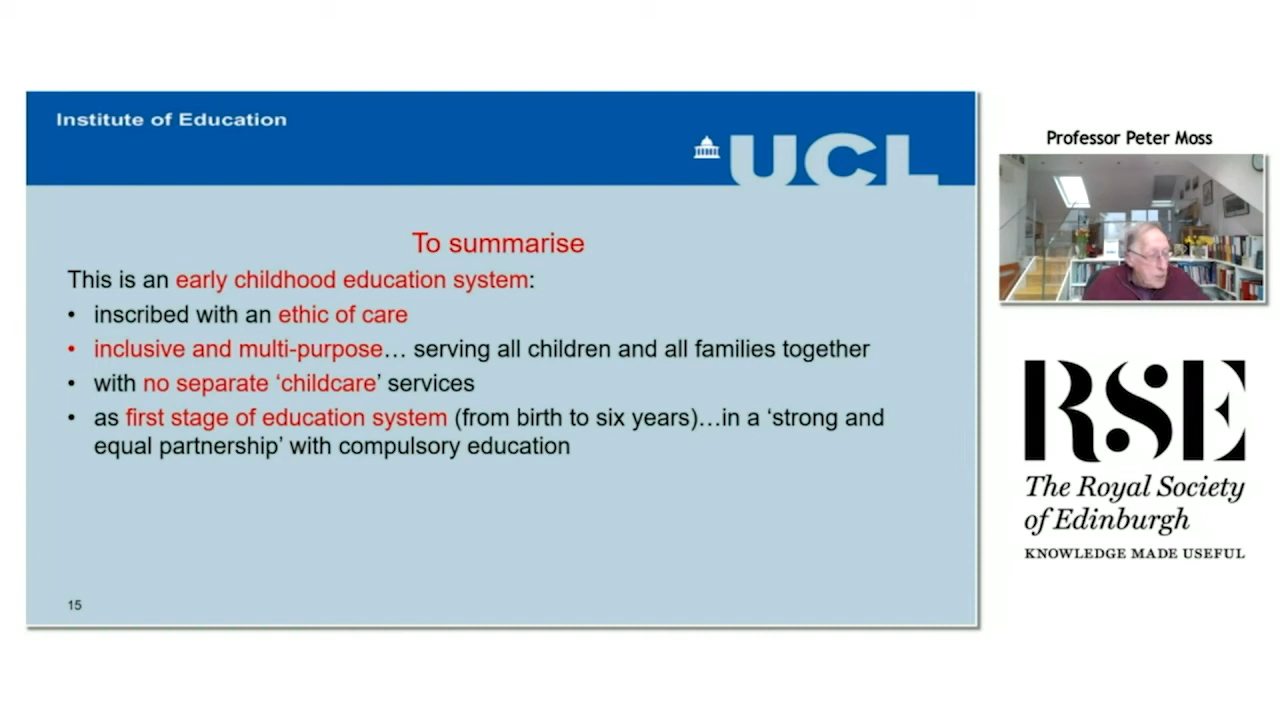 Institute of Education
UCL
To summarise
This is an early childhood education system:
• inscribed with an ethic of care
• inclusive and multi-purpose… serving all children and all families together
• with no separate ‘childcare’ services
• as first stage of education system (from birth to six years)…in a ‘strong and
equal partnership’ with compulsory education
15
Professor Peter Moss
RSE
The Royal Society
of Edinburgh
KNOWLEDGE MADE USEFUL